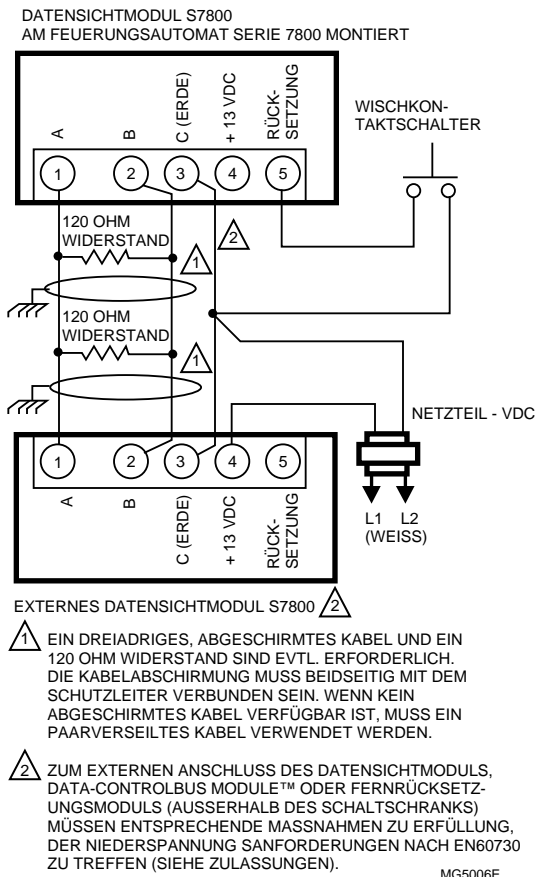 DATENSICHTMODUL S7800
AM FEUERUNGSAUTOMAT SERIE 7800 MONTIERT
A
B
C (ERDE)
+ 13 VDC
RÜCK-
SETZUNG
1
2
3
4
5
WISCHKON-
TAKTSCHALTER
120 OHM
WIDERSTAND
1
2
120 OHM
WIDERSTAND
1
NETZTEIL - VDC
1
2
3
4
5
A
B
C (ERDE)
+ 13 VDC
RÜCK-
SETZUNG
L1 L2
(WEISS)
EXTERNES DATENSICHTMODUL S7800 2
1 EIN DREIADRIGES, ABGESCHIRMTES KABEL UND EIN
120 OHM WIDERSTAND SIND EVTL. ERFORDERLICH.
DIE KABELABSCHIRMUNG MUSS BEIDSEITIG MIT DEM
SCHUTZLEITER VERBUNDEN SEIN. WENN KEIN
ABGESCHIRMTES KABEL VERFÜGBAR IST, MUSS EIN
PAARVERSEILTES KABEL VERWENDET WERDEN.
2 ZUM EXTERNEN ANSCHLUSS DES DATENSICHTMODULS,
DATA-CONTROLBUS MODULE™ ODER FERNRÜCKSETZ-
UNGSMODULS (AUSSERHALB DES SCHALTSCHRANKS)
MÜSSEN ENTSPRECHENDE MASSNAHMEN ZU ERFÜLLUNG,
DER NIEDERSPANNUNG SANFORDERUNGEN NACH EN60730
ZU TREFFEN (SIEHE ZULASSUNGEN).
MG5006E